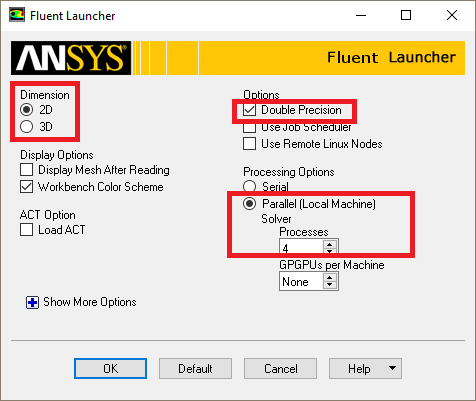 Fluent Launcher
ANSYS Fluent Launcher
Dimension
2D
3D
Display Options
Display Mesh After Reading
Workbench Color Scheme
ACT Option
Load ACT
Show More Options
Options
Double Precision
Use Job Scheduler
Use Remote Linux Nodes
Processing Options
Serial
Parallel (Local Machine)
Solver
Processes
4
GPGPUs per Machine
None
OK Default Cancel Help